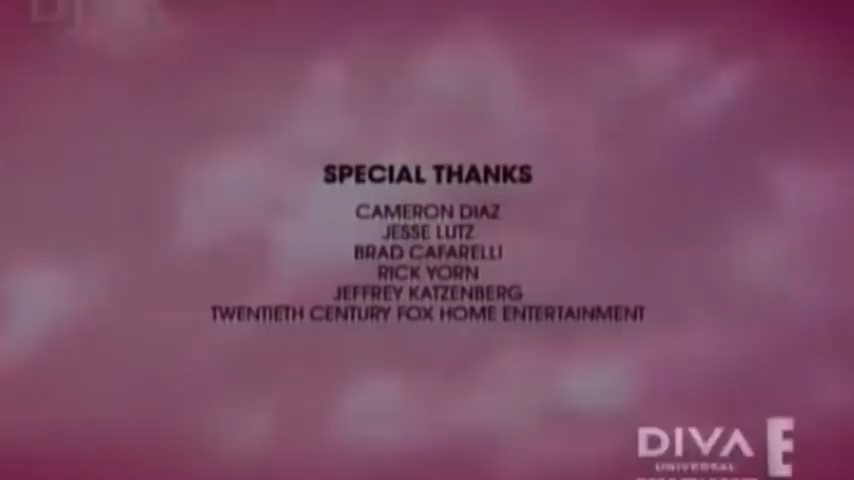 SPECIAL THANKS
CAMERON DIAZ
JESSE LUTZ
BRAD CAFARELLI
RICK YORN
JEFFREY KATZENBERG
TWENTIETH CENTURY FOX HOME ENTERTAINMENT
DIVA E
UNIVERSAL